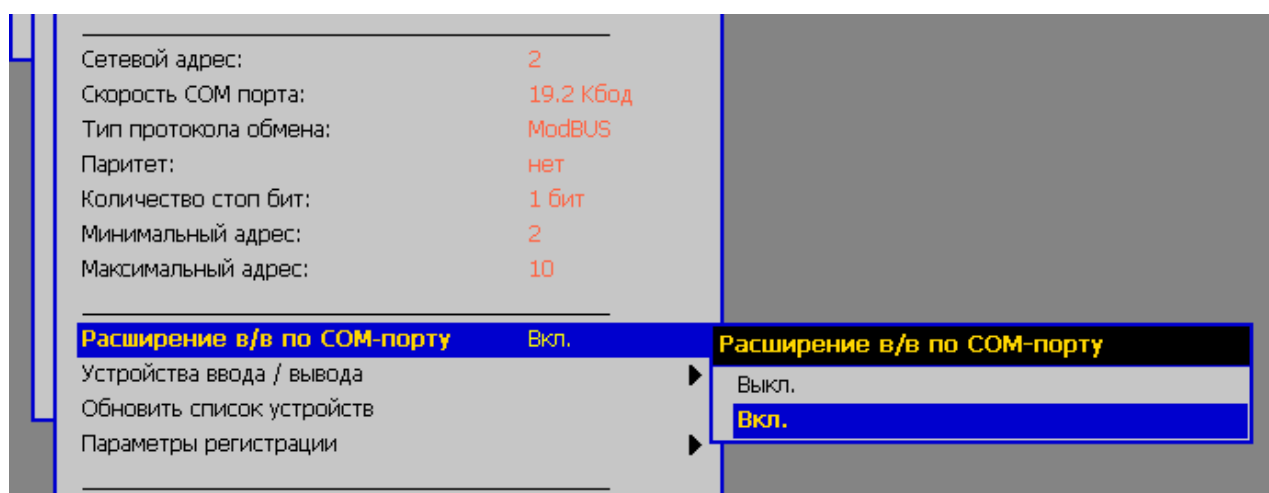 Сетевой адрес: 2
Скорость COM порта: 19.2 Кбод
Тип протокола обмена: ModBUS
Паритет: нет
Количество стоп бит: 1 бит
Минимальный адрес: 2
Максимальный адрес: 10
Расширение в/в по COM-порту Вкл.
Расширение в/в по COM-порту
Устройства ввода / вывода
Выкл.
Обновить список устройств
Вкл.
Параметры регистрации